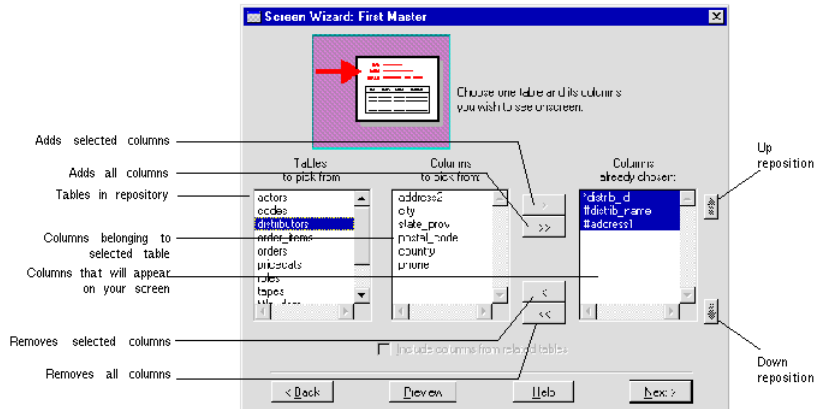 Screen Wizard: First Master
Choose one table and its columns
you wish to see onscreen.
Adds selected columns
Adds all columns
Tables in repository
Columns belonging to
selected table
Columns that will appear
on your screen
Removes selected columns
Removes all columns
Up
reposition
Down
reposition
Tables
to pick from
actors
codes
distributors
order_items
orders
pricecats
roles
tapes
Columns
to pick from:
address2
city
state_prov
postal_code
country
phone
>
>>
<
<<
Columns
already chosen:
*distrib_id
#distrib_name
#address1
Include columns from related tables
< Back
Preview
Help
Next >